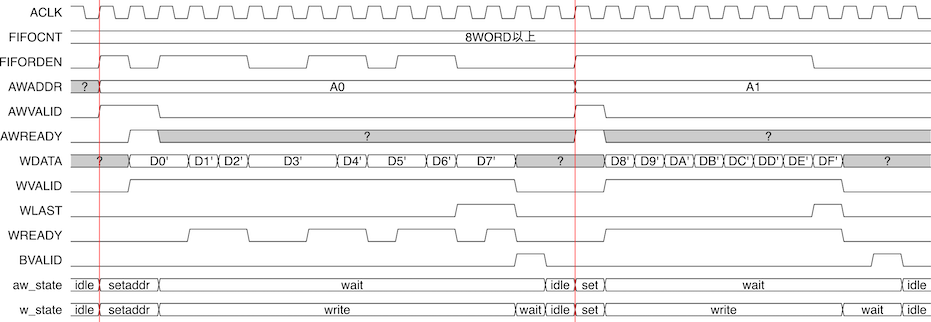 ACLK
FIFOCNT 8WORD以上
FIFORDEN
AWADDR ? A0 A1
AWVALID
AWREADY ? ?
WDATA ? D0' D1' D2' D3' D4' D5' D6' D7' ? D8' D9' DA' DB' DC' DD' DE' DF' ?
WVALID
WLAST
WREADY
BVALID
aw_state idle setaddr wait idle set wait idle
w_state idle setaddr write wait idle set write wait idle